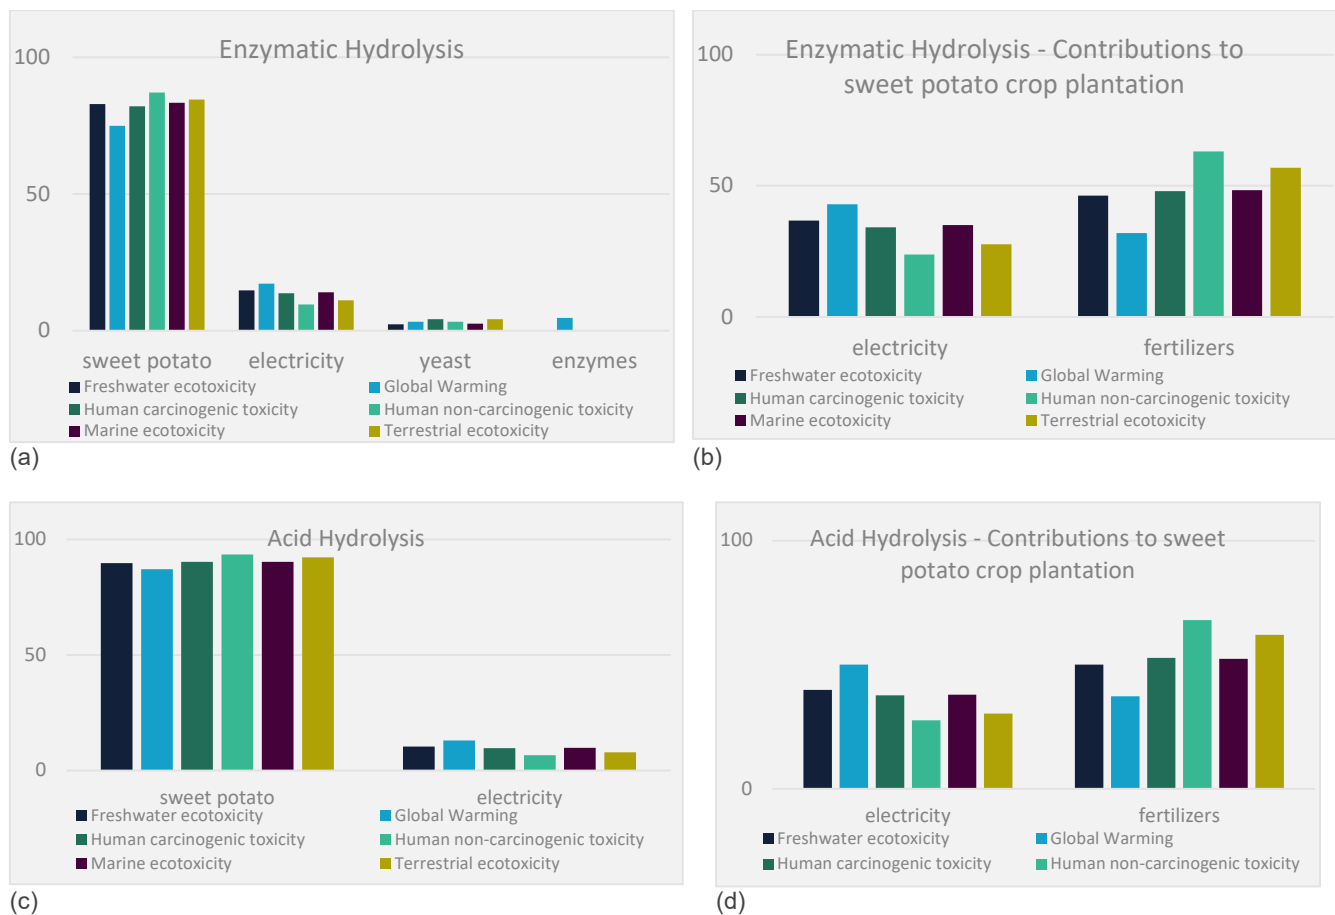 Enzymatic Hydrolysis
100
50
0
sweet potato electricity yeast enzymes
Freshwater ecotoxicity Global Warming
Human carcinogenic toxicity Human non-carcinogenic toxicity
Marine ecotoxicity Terrestrial ecotoxicity
(a)
Enzymatic Hydrolysis - Contributions to
sweet potato crop plantation
100
50
0
electricity fertilizers
Freshwater ecotoxicity Global Warming
Human carcinogenic toxicity Human non-carcinogenic toxicity
Marine ecotoxicity Terrestrial ecotoxicity
(b)
Acid Hydrolysis
100
50
0
sweet potato electricity
Freshwater ecotoxicity Global Warming
Human carcinogenic toxicity Human non-carcinogenic toxicity
Marine ecotoxicity Terrestrial ecotoxicity
(c)
Acid Hydrolysis - Contributions to sweet
potato crop plantation
100
0
electricity fertilizers
Freshwater ecotoxicity Global Warming
Human carcinogenic toxicity Human non-carcinogenic toxicity
(d)